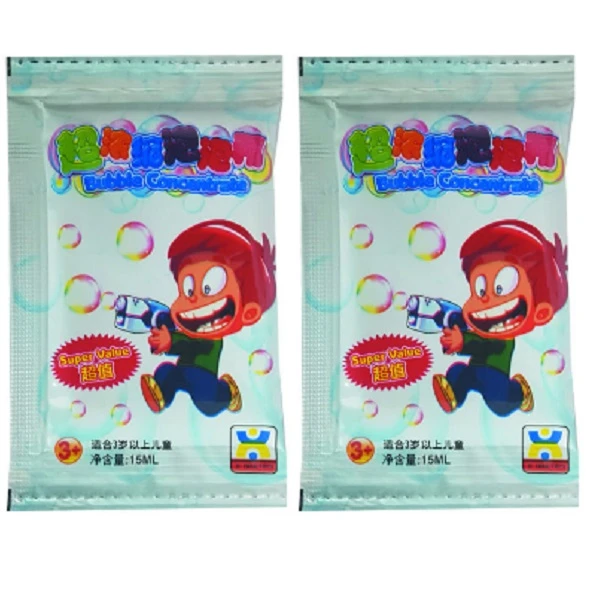 超浓缩泡泡液
Bubble Concentrate
Super Value
超值
3+
适合3岁以上儿童
净含量:15ML
超浓缩泡泡液
Bubble Concentrate
Super Value
超值
3+
适合3岁以上儿童
净含量:15ML